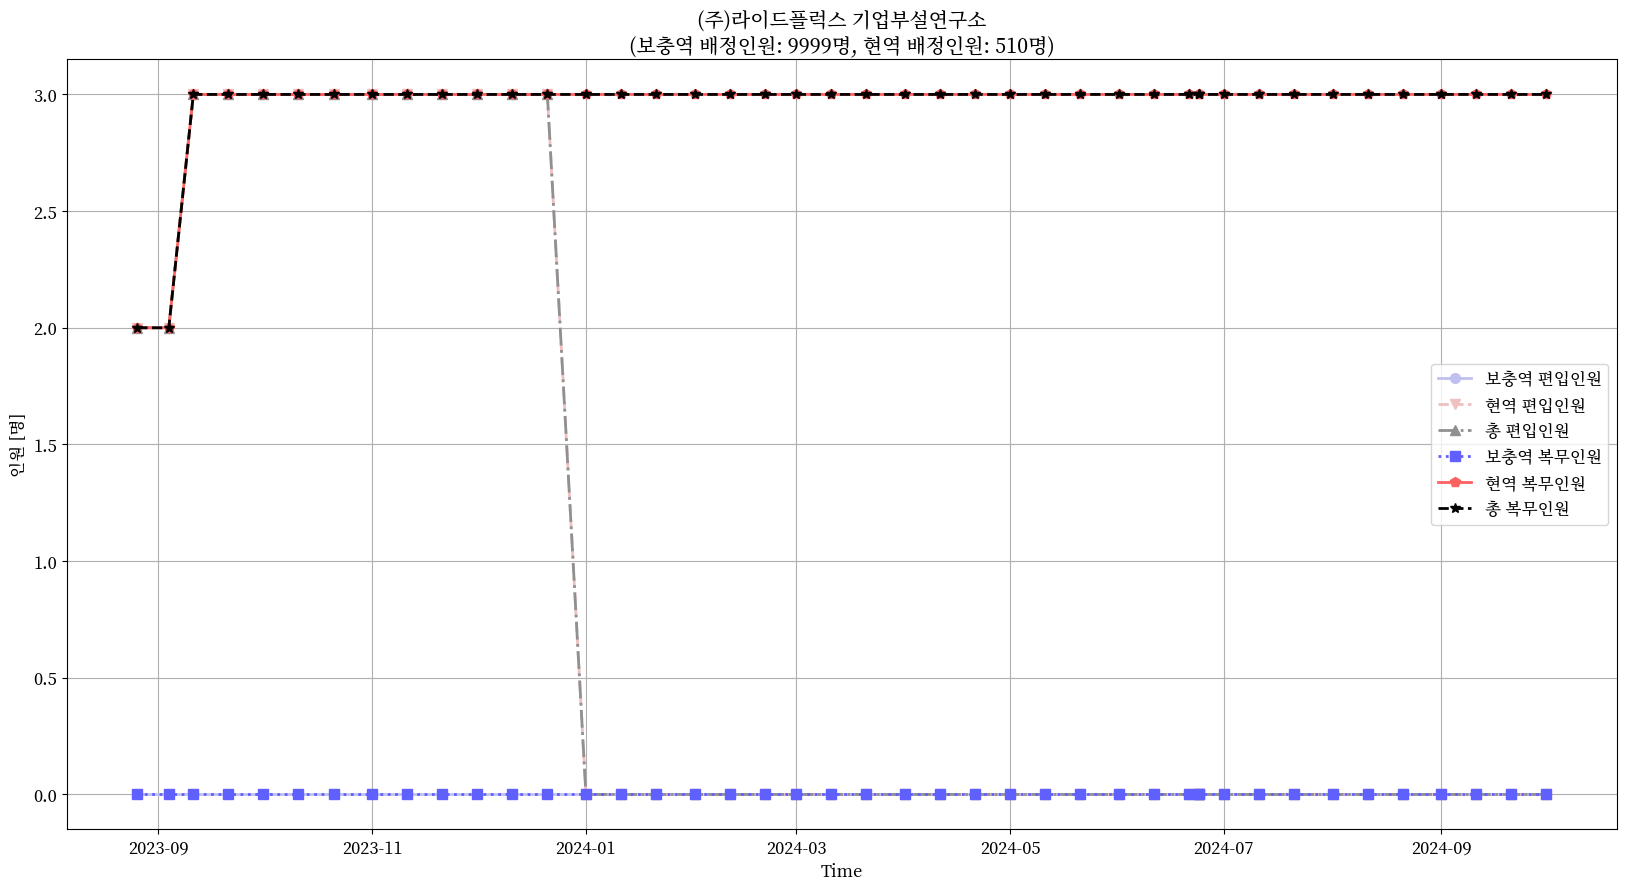 (주)라이드플럭스 기업부설연구소
(보충역 배정인원: 9999명, 현역 배정인원: 510명)
3.0
2.5
2.0
1.5
1.0
0.5
0.0
인원 [명]
보충역 편입인원
현역 편입인원
총 편입인원
보충역 복무인원
현역 복무인원
총 복무인원
2023-09 2023-11 2024-01 2024-03 2024-05 2024-07 2024-09
Time